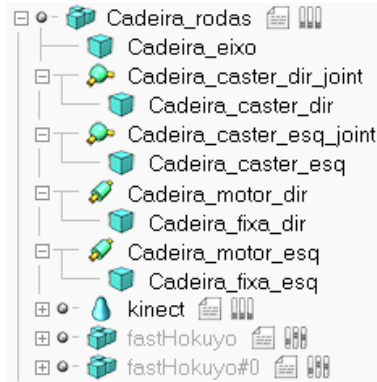 Cadeira_rodas
Cadeira_eixo
Cadeira_caster_dir_joint
Cadeira_caster_dir
Cadeira_caster_esq_joint
Cadeira_caster_esq
Cadeira_motor_dir
Cadeira_fixa_dir
Cadeira_motor_esq
Cadeira_fixa_esq
kinect
fastHokuyo
fastHokuyo#0